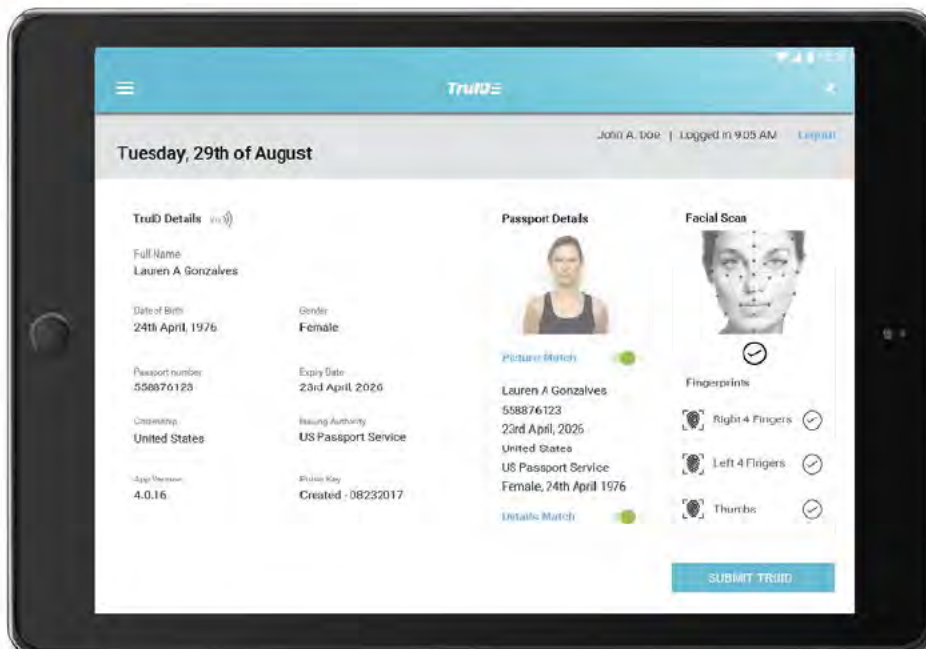 TruID
John A. Doe | Logged in 9:05 AM Logout
Tuesday, 29th of August
TruID Details
Full Name
Lauren A Gonzalves
Date of Birth
24th April, 1976
Gender
Female
Passport number
558876123
Expiry Date
23rd April, 2026
Citizenship
United States
Issuing Authority
US Passport Service
App Version
4.0.16
Created - 08232017
Passport Details
Picture Match
Lauren A Gonzalves
558876123
23rd April, 2026
United States
US Passport Service
Female, 24th April 1976
Details Match
Facial Scan
Fingerprints
Right 4 Fingers
Left 4 Fingers
Thumbs
SUBMIT TRUID